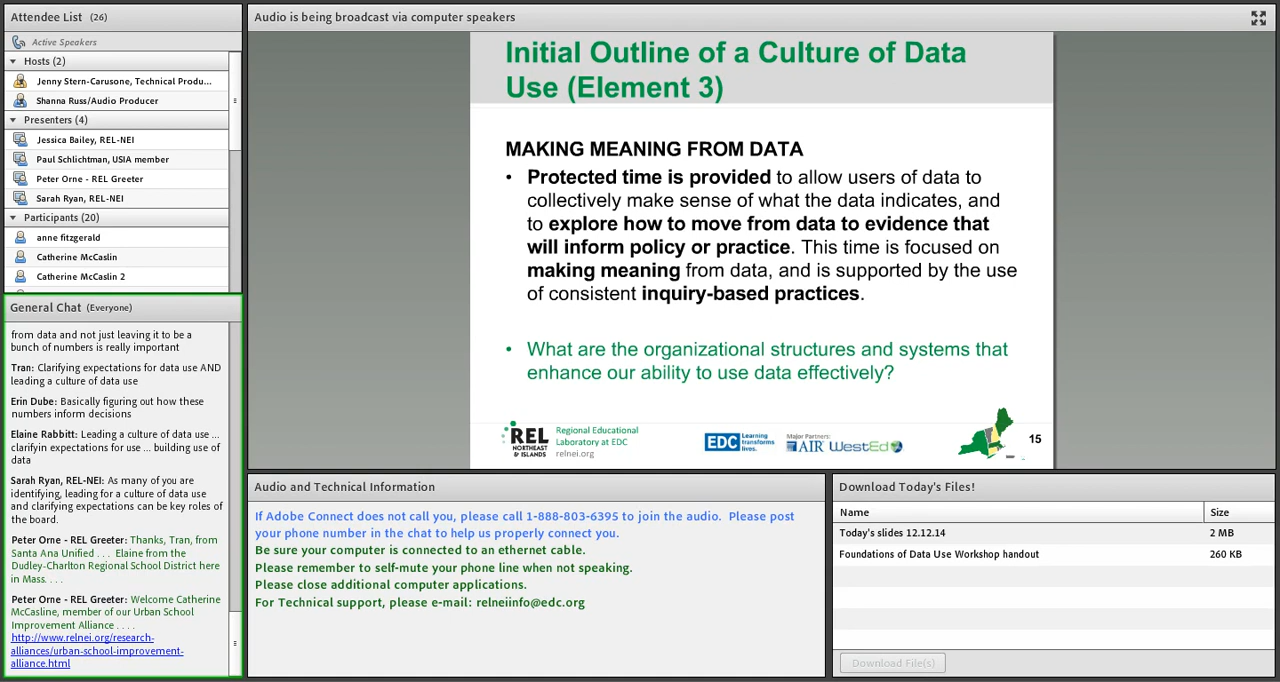 Attendee List (26)
Active Speakers
Hosts (2)
Jenny Stern-Carusone, Technical Produ...
Shanna Russ/Audio Producer
Presenters (4)
Jessica Bailey, REL-NEI
Paul Schlichtman, USIA member
Peter Orne - REL Greeter
Sarah Ryan, REL-NEI
Participants (20)
anne fitzgerald
Catherine McCaslin
Catherine McCaslin 2
General Chat (Everyone)
from data and not just leaving it to be a
bunch of numbers is really important
Tran: Clarifying expectations for data use AND
leading a culture of data use
Erin Dube: Basically figuring out how these
numbers inform decisions
Elaine Rabbitt: Leading a culture of data use ...
clarifyin expectations for use ... building use of
data
Sarah Ryan, REL-NEI: As many of you are
identifying, leading for a culture of data use
and clarifying expectations can be key roles of
the board.
Peter Orne - REL Greeter: Thanks, Tran, from
Santa Ana Unified . . .  Elaine from the
Dudley-Charlton Regional School District here
in Mass. . . .
Peter Orne - REL Greeter: Welcome Catherine
McCasline, member of our Urban School
Improvement Alliance . . . .
http://www.relnei.org/research-
alliances/urban-school-improvement-
alliance.html
Audio is being broadcast via computer speakers
Initial Outline of a Culture of Data
Use (Element 3)
MAKING MEANING FROM DATA
• Protected time is provided to allow users of data to
collectively make sense of what the data indicates, and
to explore how to move from data to evidence that
will inform policy or practice. This time is focused on
making meaning from data, and is supported by the use
of consistent inquiry-based practices.
• What are the organizational structures and systems that
enhance our ability to use data effectively?
REL
NORTHEAST
& ISLANDS
Regional Educational
Laboratory at EDC
relnei.org
EDC Learning
transforms
lives.
Major Partners:
AIR WestEd
15
Audio and Technical Information
If Adobe Connect does not call you, please call 1-888-803-6395 to join the audio.  Please post
your phone number in the chat to help us properly connect you.
Be sure your computer is connected to an ethernet cable.
Please remember to self-mute your phone line when not speaking.
Please close additional computer applications.
For Technical support, please e-mail: relneiinfo@edc.org
Download Today's Files!
Name Size
Today's slides 12.12.14 2 MB
Foundations of Data Use Workshop handout 260 KB
Download File(s)